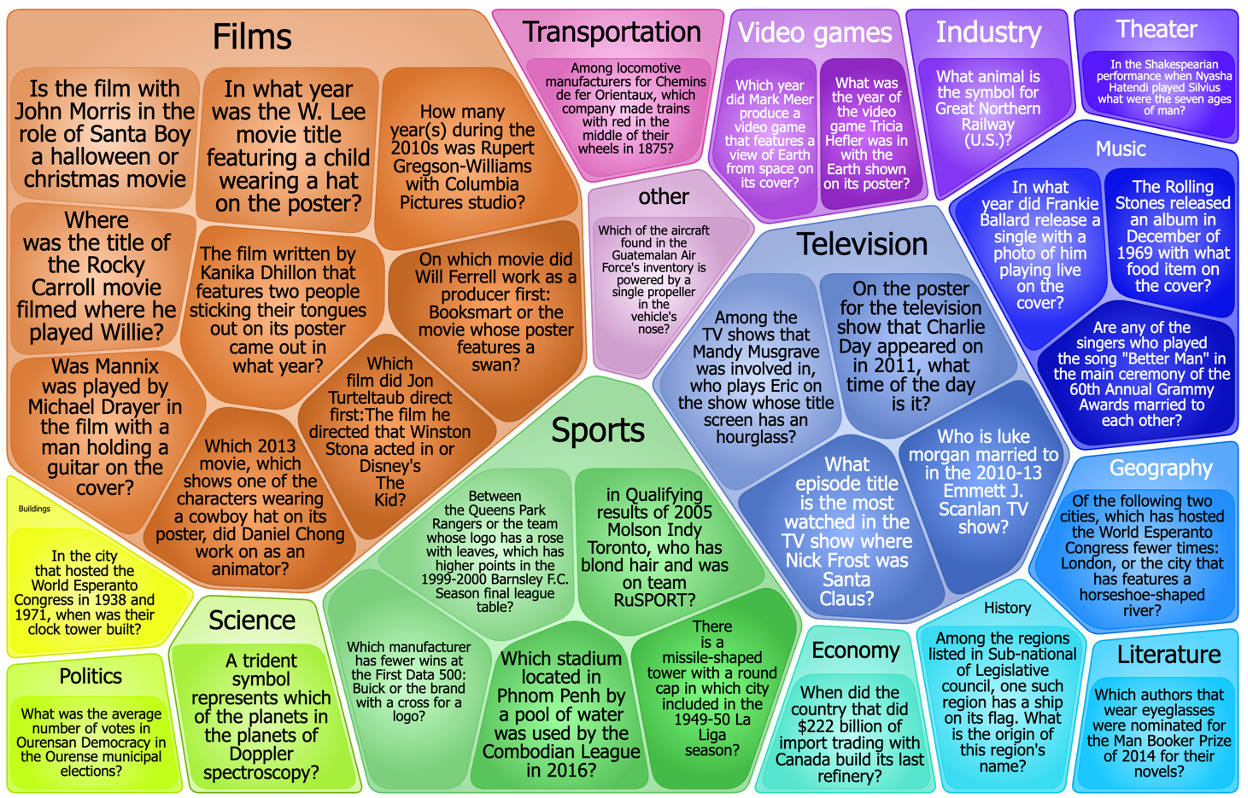 Films
Is the film with
John Morris in the
role of Santa Boy
a halloween or
christmas movie
In what year
was the W. Lee
movie title
featuring a child
wearing a hat
on the poster?
How many
year(s) during the
2010s was Rupert
Gregson-Williams
with Columbia
Pictures studio?
Where
was the title of
the Rocky
Carroll movie
filmed where he
played Willie?
The film written by
Kanika Dhillon that
features two people
sticking their tongues
out on its poster
came out in
what year?
On which movie did
Will Ferrell work as a
producer first:
Booksmart or the
movie whose poster
features a
swan?
Was Mannix
was played by
Michael Drayer in
the film with a
man holding a
guitar on the
cover?
Which 2013
movie, which
shows one of the
characters wearing
a cowboy hat on its
poster, did Daniel Chong
work on as an
animator?
Which
film did Jon
Turteltaub direct
first:The film he
directed that Winston
Stona acted in or
Disney's
The
Kid?
Transportation
Among locomotive
manufacturers for Chemins
de fer Orientaux, which
company made trains
with red in the
middle of their
wheels in 1875?
Video games
Which year
did Mark Meer
produce a
video game
that features a
view of Earth
from space on
its cover?
What was
the year of
the video
game Tricia
Helfer was in
with the
Earth shown
on its poster?
Industry
What animal is
the symbol for
Great Northern
Railway
(U.S.)?
Theater
In the Shakespearian
performance when Nyasha
Hatendi played Silvius
what were the seven ages
of man?
other
Which of the aircraft
found in the
Guatemalan Air
Force's inventory is
powered by a
single propeller
in the
vehicle's
nose?
Television
Among the
TV shows that
Mandy Musgrave
was involved in,
who plays Eric on
the show whose title
screen has an
hourglass?
On the poster
for the television
show that Charlie
Day appeared on
in 2011, what
time of the day
is it?
What
episode title
is the most
watched in the
TV show where
Nick Frost was
Santa
Claus?
Who is luke
morgan married to
in the 2010-13
Emmett J.
Scanlan TV
show?
Music
In what
year did Frankie
Ballard release a
single with a
photo of him
playing live
on the
cover?
The Rolling
Stones released
an album in
December of
1969 with what
food item on
the cover?
Are any of the
singers who played
the song "Better Man" in
the main ceremony of the
60th Annual Grammy
Awards married to
each other?
Sports
Between
the Queens Park
Rangers or the team
whose logo has a rose
with leaves, which has
higher points in the
1999-2000 Barnsley F.C.
Season final league
table?
in Qualifying
results of 2005
Molson Indy
Toronto, who has
blond hair and was
on team
RuSPORT?
Which manufacturer
has fewer wins at
the First Data 500:
Buick or the brand
with a cross for a
logo?
Which stadium
located in
Phnom Penh by
a pool of water
was used by the
Combodian League
in 2016?
There
is a
missile-shaped
tower with a round
cap in which city
included in the
1949-50 La
Liga
season?
Geography
Of the following two
cities, which has hosted
the World Esperanto
Congress fewer times:
London, or the city that
has features a
horseshoe-shaped
river?
Buildings
In the city
that hosted the
World Esperanto
Congress in 1938 and
1971, when was their
clock tower built?
Science
A trident
symbol
represents which
of the planets in
the planets of
Doppler
spectroscopy?
Politics
What was the average
number of votes in
Ourensan Democracy in
the Ourense municipal
elections?
Economy
When did the
country that did
$222 billion of
import trading with
Canada build its last
refinery?
History
Among the regions
listed in Sub-national
of Legislative
council, one such
region has a ship
on its flag. What
is the origin of
this region's
name?
Literature
Which authors that
wear eyeglasses
were nominated for
the Man Booker Prize
of 2014 for their
novels?